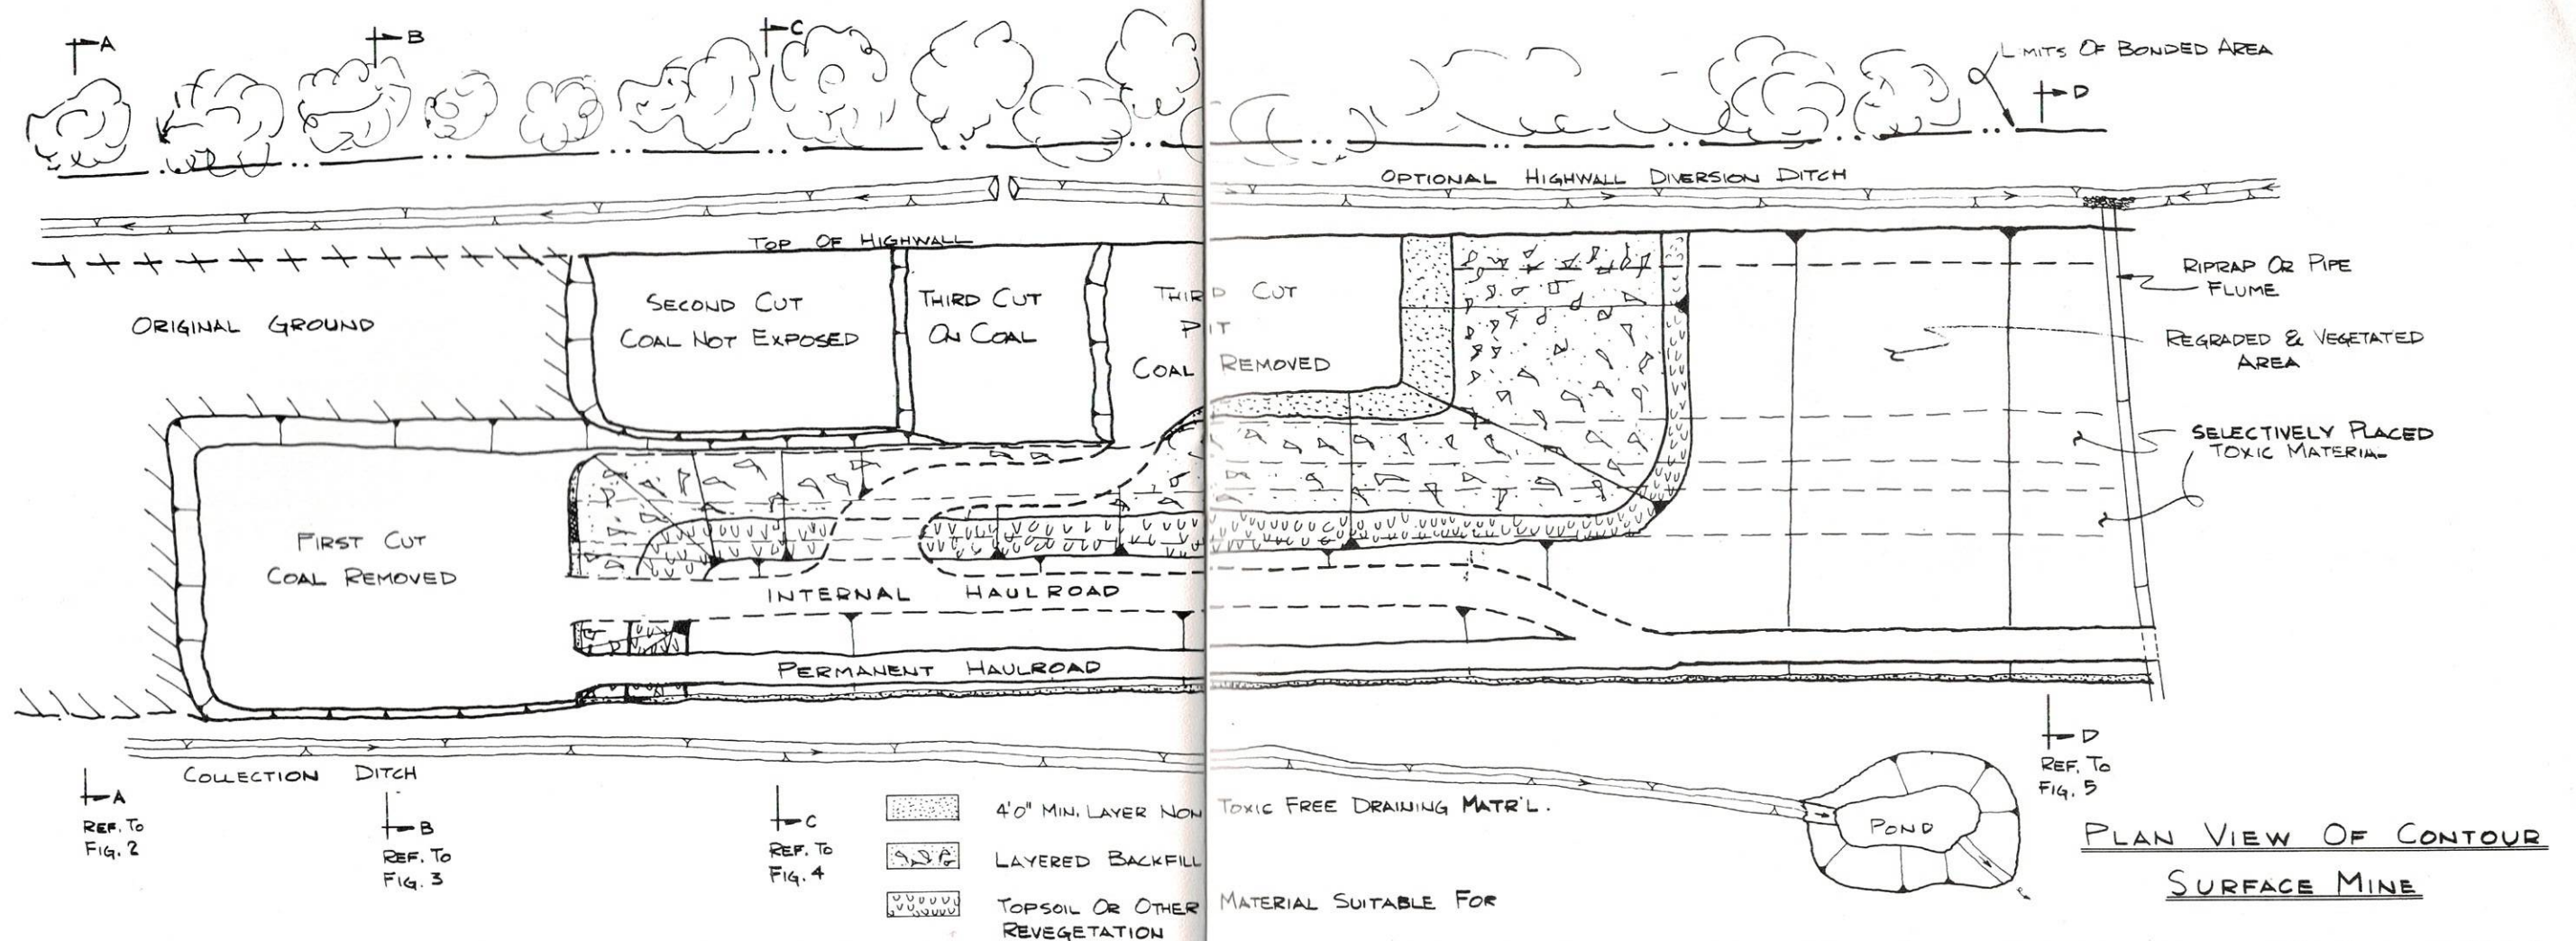 A
B
C
LIMITS OF BONDED AREA
D
OPTIONAL HIGHWALL DIVERSION DITCH
TOP OF HIGHWALL
ORIGINAL GROUND
SECOND CUT
COAL NOT EXPOSED
THIRD CUT
ON COAL
THIRD CUT
PIT
COAL REMOVED
RIPRAP OR PIPE
FLUME
REGRADED & VEGETATED
AREA
SELECTIVELY PLACED
TOXIC MATERIAL
FIRST CUT
COAL REMOVED
INTERNAL HAULROAD
PERMANENT HAULROAD
COLLECTION DITCH
A
REF. TO
FIG. 2
B
REF. TO
FIG. 3
C
REF. TO
FIG. 4
D
REF. TO
FIG. 5
4'0" MIN. LAYER NON TOXIC FREE DRAINING MATR'L.
LAYERED BACKFILL
TOPSOIL OR OTHER MATERIAL SUITABLE FOR
REVEGETATION
POND
PLAN VIEW OF CONTOUR
SURFACE MINE